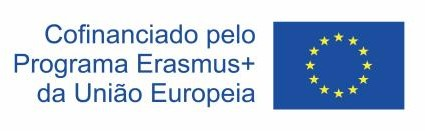 Cofinanciado pelo
Programa Erasmus+
da União Europeia